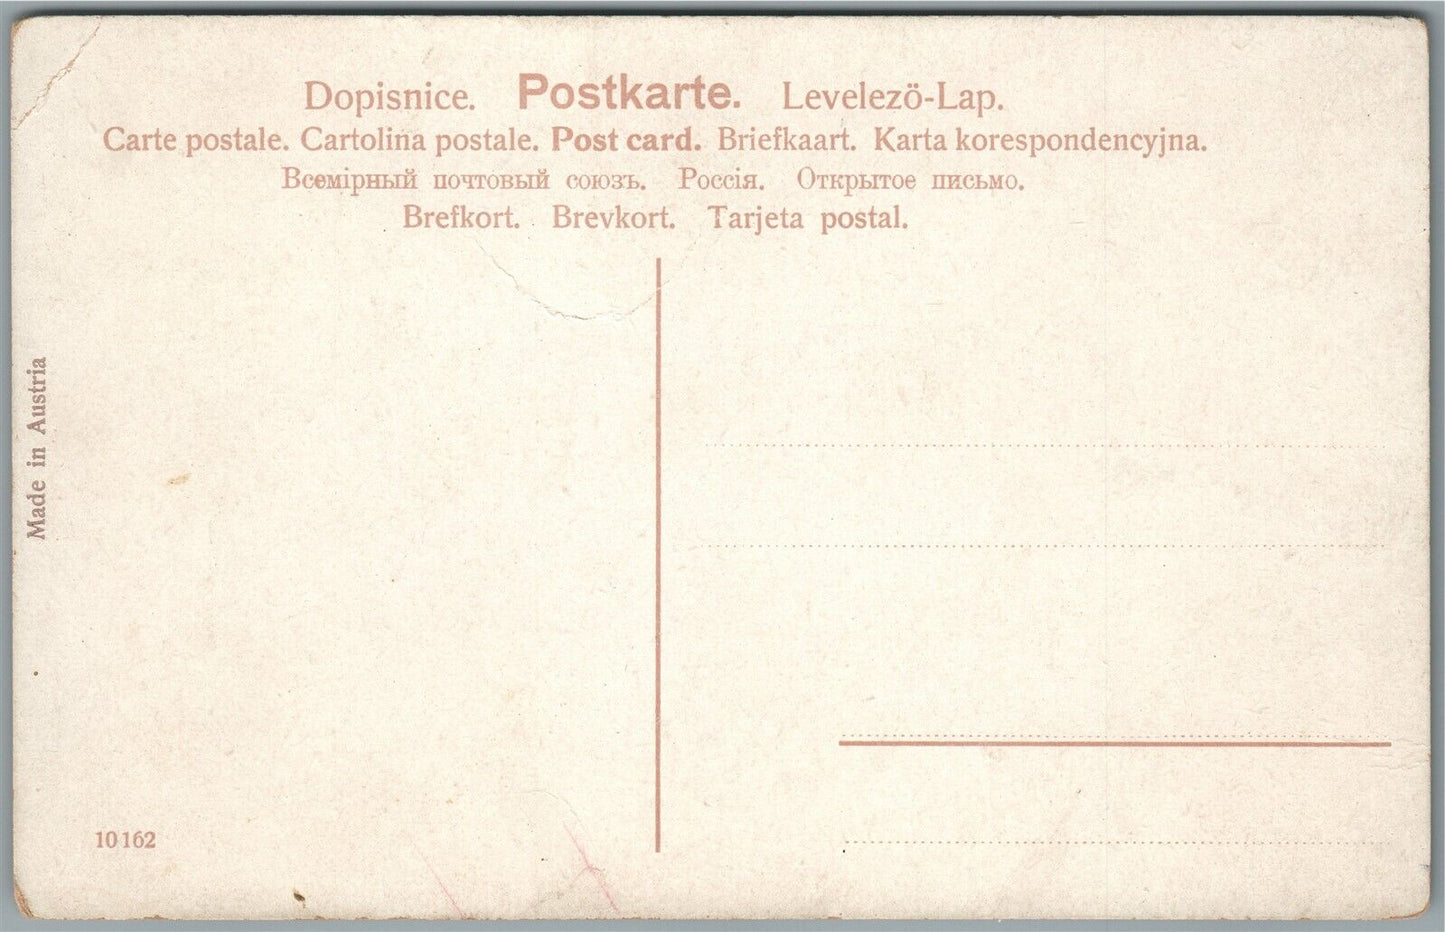 Dopisnice. Postkarte. Levelező-Lap.
Carte postale. Cartolina postale. Post card. Briefkaart. Karta korespondencyjna.
Всемірный почтовый союзъ. Россія. Открытое письмо.
Brefkort. Brevkort. Tarjeta postal.
Made in Austria
10162